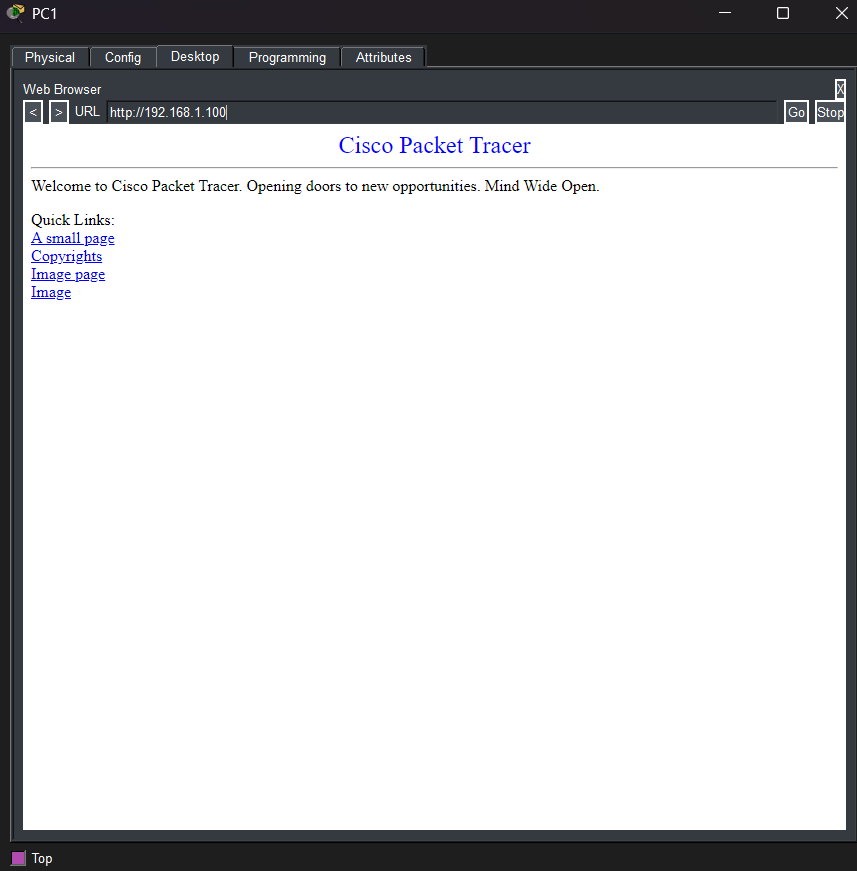 PC1
Physical Config Desktop Programming Attributes
Web Browser X
< > URL http://192.168.1.100 Go Stop
Cisco Packet Tracer
Welcome to Cisco Packet Tracer. Opening doors to new opportunities. Mind Wide Open.
Quick Links:
A small page
Copyrights
Image page
Image
Top